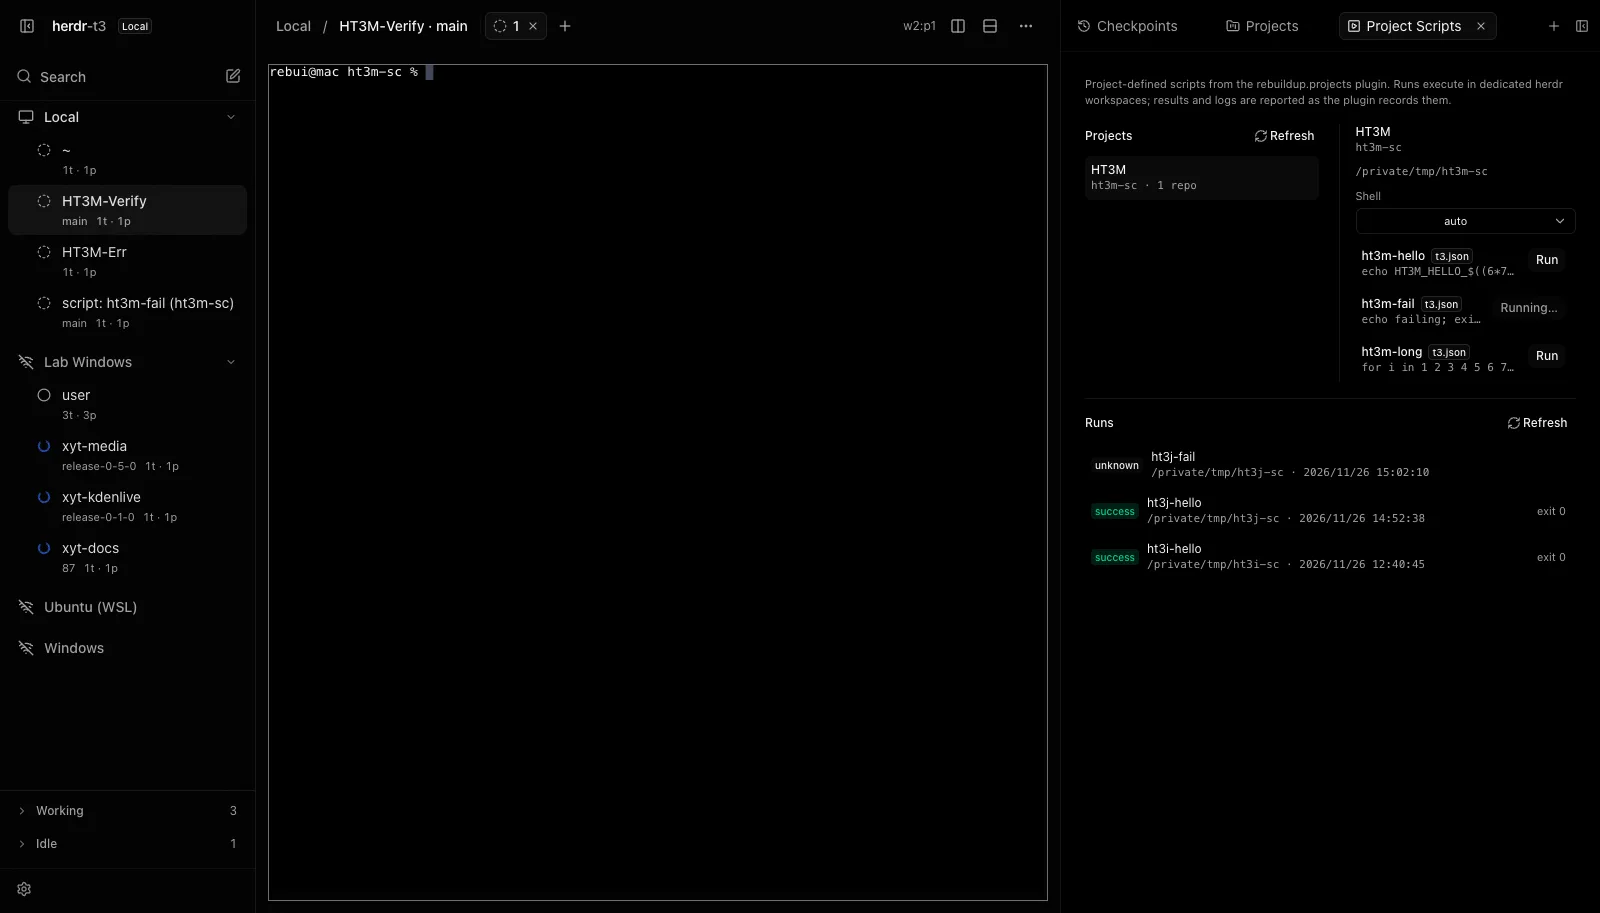 herdr-t3 Local
Search
Local
~
1t · 1p
HT3M-Verify
main 1t · 1p
HT3M-Err
1t · 1p
script: ht3m-fail (ht3m-sc)
main 1t · 1p
Lab Windows
user
3t · 3p
xyt-media
release-0-5-0 1t · 1p
xyt-kdenlive
release-0-1-0 1t · 1p
xyt-docs
87 1t · 1p
Ubuntu (WSL)
Windows
Working 3
Idle 1
Local / HT3M-Verify · main 1 w2:p1
rebui@mac ht3m-sc %
Checkpoints Projects Project Scripts
Project-defined scripts from the rebuildup.projects plugin. Runs execute in dedicated herdr
workspaces; results and logs are reported as the plugin records them.
Projects Refresh
HT3M
ht3m-sc · 1 repo
HT3M
ht3m-sc
/private/tmp/ht3m-sc
Shell
auto
ht3m-hello t3.json Run
echo HT3M_HELLO_$((6*7…
ht3m-fail t3.json Running…
echo failing; exi…
ht3m-long t3.json Run
for i in 1 2 3 4 5 6 7…
Runs Refresh
unknown ht3j-fail
/private/tmp/ht3j-sc · 2026/11/26 15:02:10
success ht3j-hello exit 0
/private/tmp/ht3j-sc · 2026/11/26 14:52:38
success ht3i-hello exit 0
/private/tmp/ht3i-sc · 2026/11/26 12:40:45